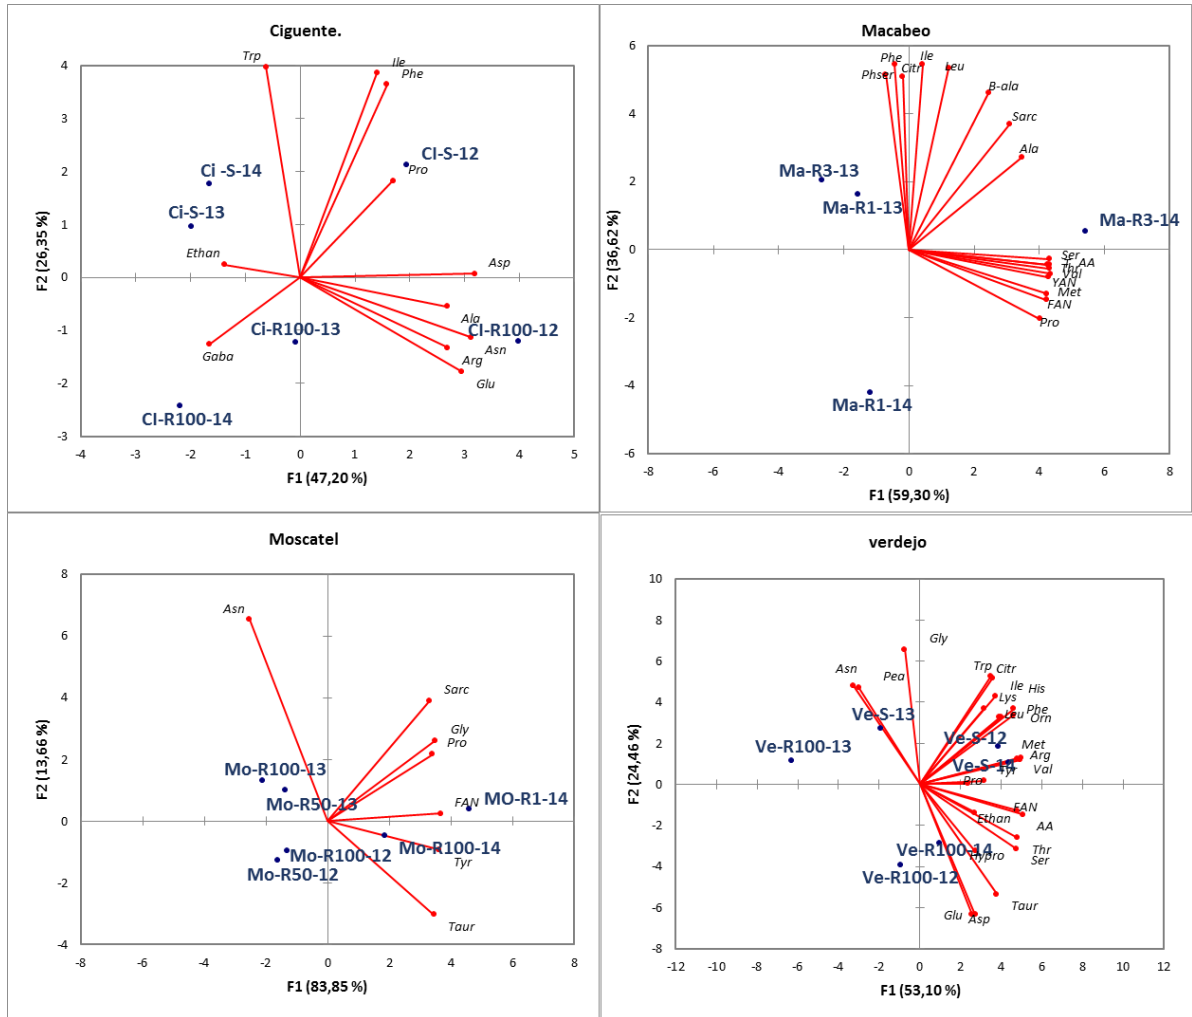 Ciguente.
Trp
Ile
Phe
CI-S-12
Pro
Ci -S-14
Ci-S-13
Ethan
Asp
Ala
Ci-R100-13
CI-R100-12
Gaba
Asn
Arg
Glu
CI-R100-14
F2 (26,35 %)
4
3
2
1
0
-1
-2
-3
-4 -3 -2 -1 0 1 2 3 4 5
F1 (47,20 %)
Macabeo
Phe
Ile
Phser
Citr
Leu
B-ala
Sarc
Ala
Ma-R3-13
Ma-R1-13
Ma-R3-14
Ser
AA
Thr
Val
YAN
Met
FAN
Pro
Ma-R1-14
F2 (36,62 %)
6
4
2
0
-2
-4
-6
-8 -6 -4 -2 0 2 4 6 8
F1 (59,30 %)
Moscatel
Asn
Sarc
Gly
Pro
Mo-R100-13
Mo-R50-13
FAN
MO-R1-14
Mo-R100-12
Mo-R100-14
Mo-R50-12
Tyr
Taur
F2 (13,66 %)
8
6
4
2
0
-2
-4
-8 -6 -4 -2 0 2 4 6 8
F1 (83,85 %)
verdejo
Gly
Asn
Pea
Trp
Citr
Ile
His
Lys
Phe
Leu
Orn
Ve-S-13
Ve-S-12
Ve-R100-13
Met
Arg
Ve-S-14
Tyr
Val
Pro
FAN
Ethan
AA
Ve-R100-14
Hypro
Thr
Ser
Ve-R100-12
Taur
Glu
Asp
F2 (24,46 %)
10
8
6
4
2
0
-2
-4
-6
-8
-12 -10 -8 -6 -4 -2 0 2 4 6 8 10 12
F1 (53,10 %)